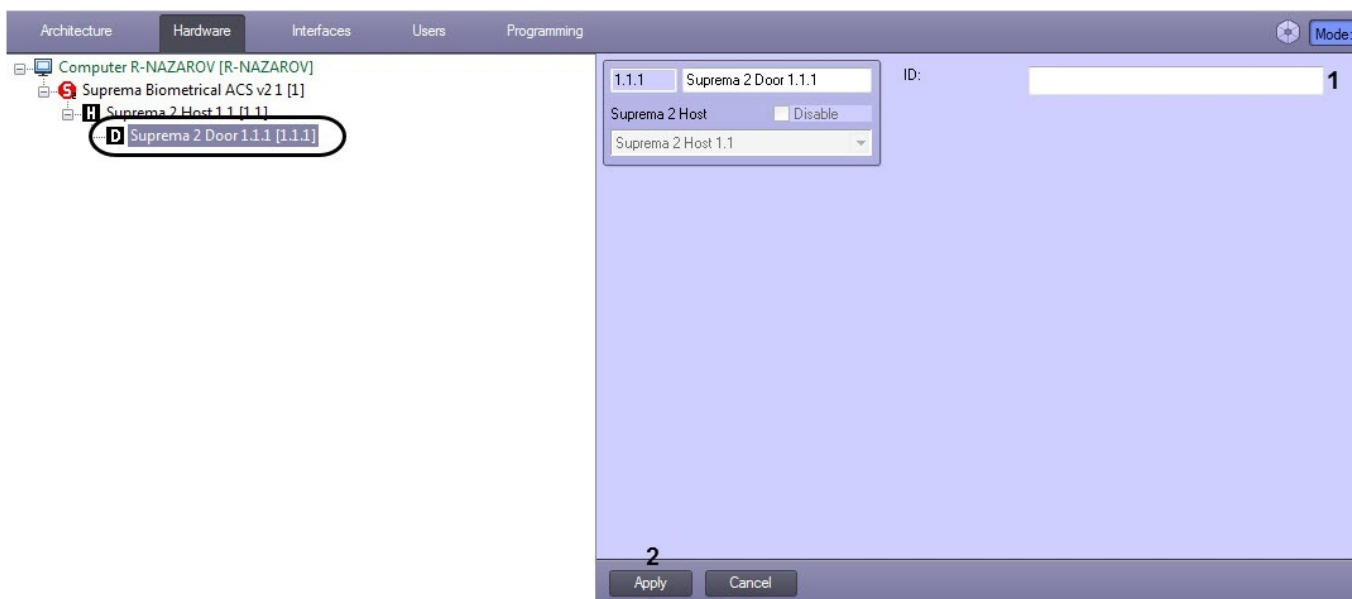 Architecture Hardware Interfaces Users Programming Mode:
Computer R-NAZAROV [R-NAZAROV]
Suprema Biometrical ACS v2 1 [1]
H Suprema 2 Host 1.1 [1.1]
D Suprema 2 Door 1.1.1 [1.1.1]
1.1.1 Suprema 2 Door 1.1.1
Suprema 2 Host Disable
Suprema 2 Host 1.1
ID: 1
2
Apply Cancel